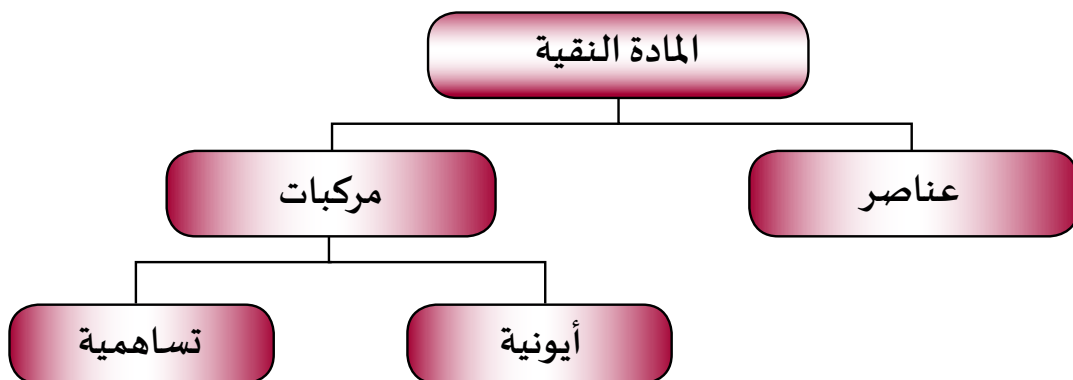 المادة النقية
عناصر
مركبات
أيونية
تساهمية